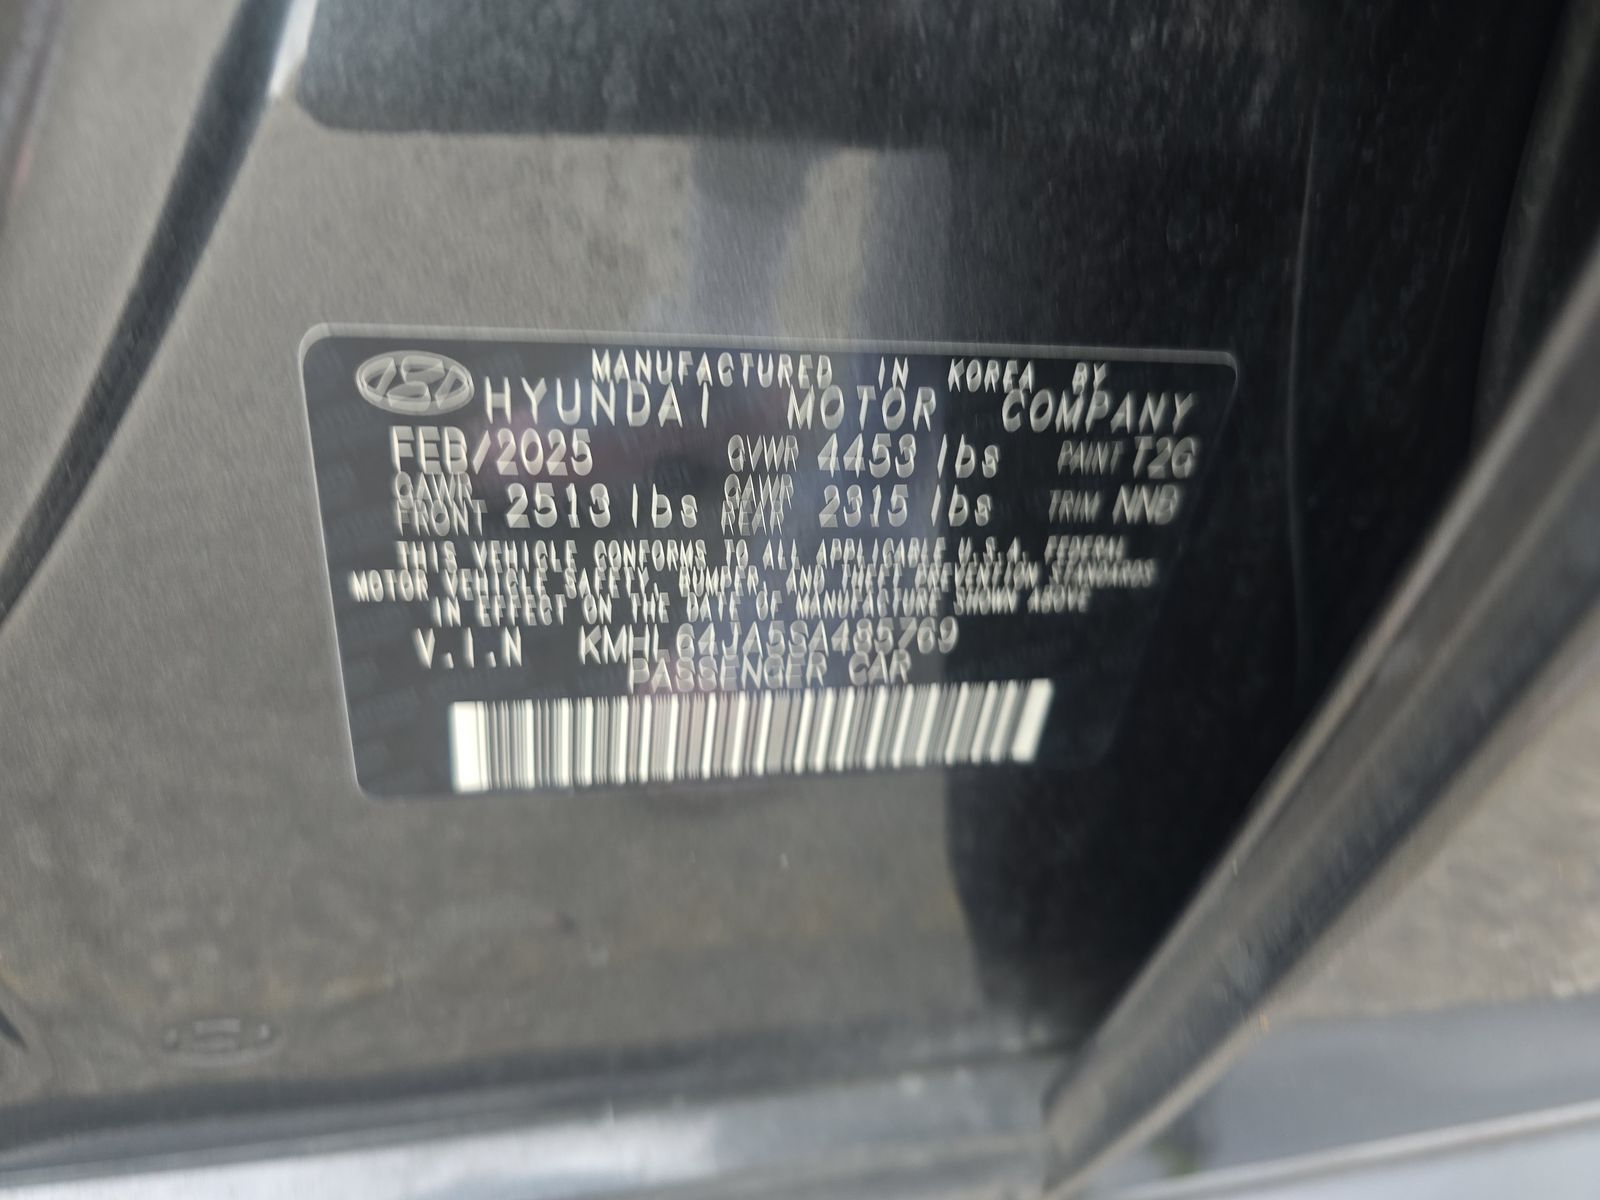 MANUFACTURED IN KOREA BY
HYUNDAI MOTOR COMPANY
FEB/2025 GVWR 4453 lbs PAINT T2G
GAWR FRONT 2513 lbs GAWR REAR 2315 lbs TRIM NNB
THIS VEHICLE CONFORMS TO ALL APPLICABLE U.S.A. FEDERAL
MOTOR VEHICLE SAFETY, BUMPER, AND THEFT PREVENTION STANDARDS
IN EFFECT ON THE DATE OF MANUFACTURE SHOWN ABOVE
V.I.N KMHL64JA5SA485769
PASSENGER CAR